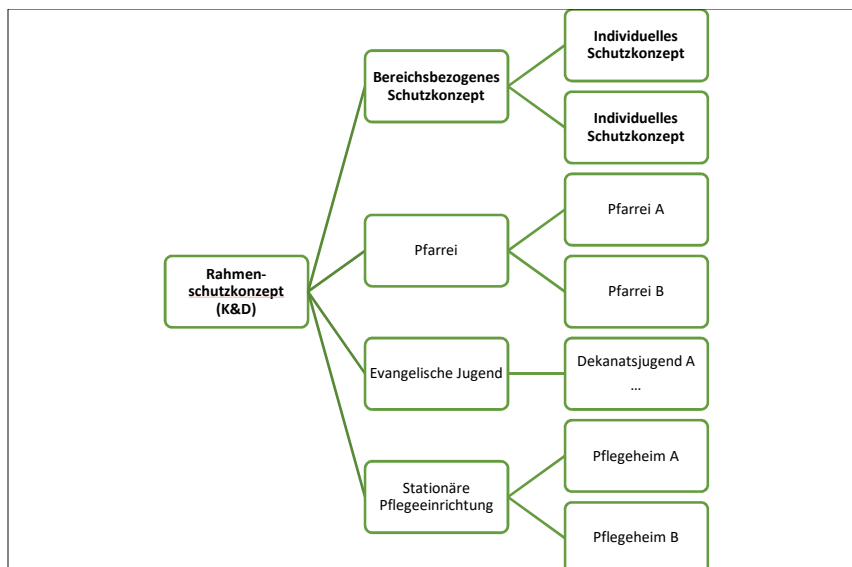 Rahmen-
schutzkonzept
(K&D)
Bereichsbezogenes
Schutzkonzept
Individuelles
Schutzkonzept
Individuelles
Schutzkonzept
Pfarrei
Pfarrei A
Pfarrei B
Evangelische Jugend
Dekanatsjugend A
...
Stationäre
Pflegeeinrichtung
Pflegeheim A
Pflegeheim B